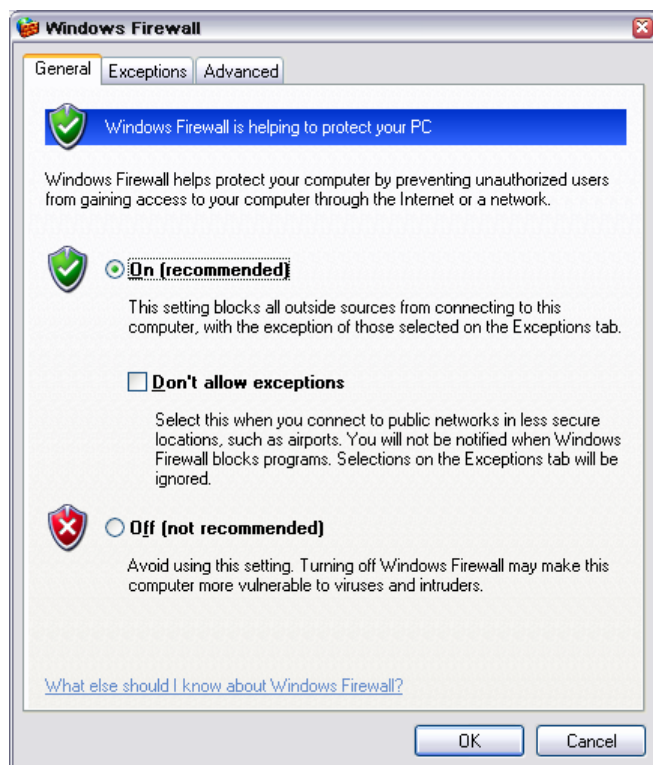 Windows Firewall
General Exceptions Advanced
Windows Firewall is helping to protect your PC
Windows Firewall helps protect your computer by preventing unauthorized users
from gaining access to your computer through the Internet or a network.
On (recommended)
This setting blocks all outside sources from connecting to this
computer, with the exception of those selected on the Exceptions tab.
Don't allow exceptions
Select this when you connect to public networks in less secure
locations, such as airports. You will not be notified when Windows
Firewall blocks programs. Selections on the Exceptions tab will be
ignored.
Off (not recommended)
Avoid using this setting. Turning off Windows Firewall may make this
computer more vulnerable to viruses and intruders.
What else should I know about Windows Firewall?
OK Cancel